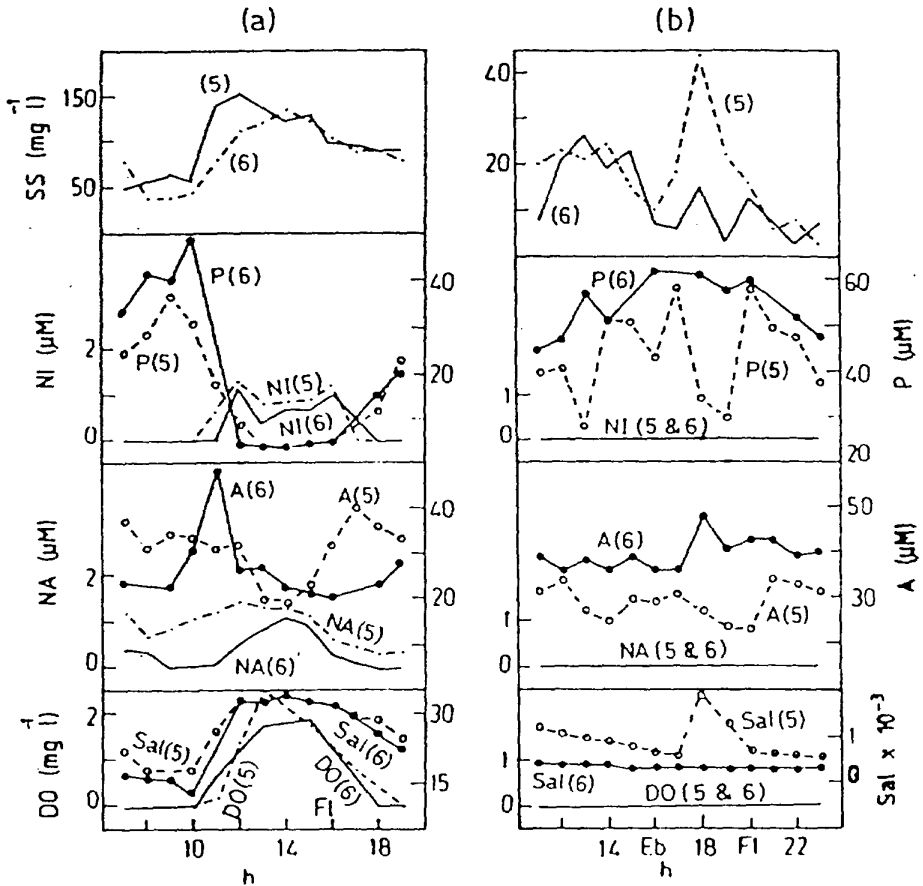 (a)
(b)
SS (mg l⁻¹)
150
50
(5)
(6)
40
20
(5)
(6)
NI (μM)
2
0
P(6)
P(5)
NI(5)
NI(6)
40
20
1
0
P(6)
P(5)
NI(5 & 6)
60
40
20
P (μM)
NA (μM)
2
0
A(6)
A(5)
NA(5)
NA(6)
40
20
1
0
A(6)
A(5)
NA(5 & 6)
50
30
A (μM)
DO (mg l⁻¹)
2
0
Sal(5)
Sal(6)
DO(5)
DO(6)
Fl
30
15
1
0
Sal(5)
Sal(6)
DO(5 & 6)
1
0
Sal x 10⁻³
10 14 18
h
14 Eb 18 Fl 22
h